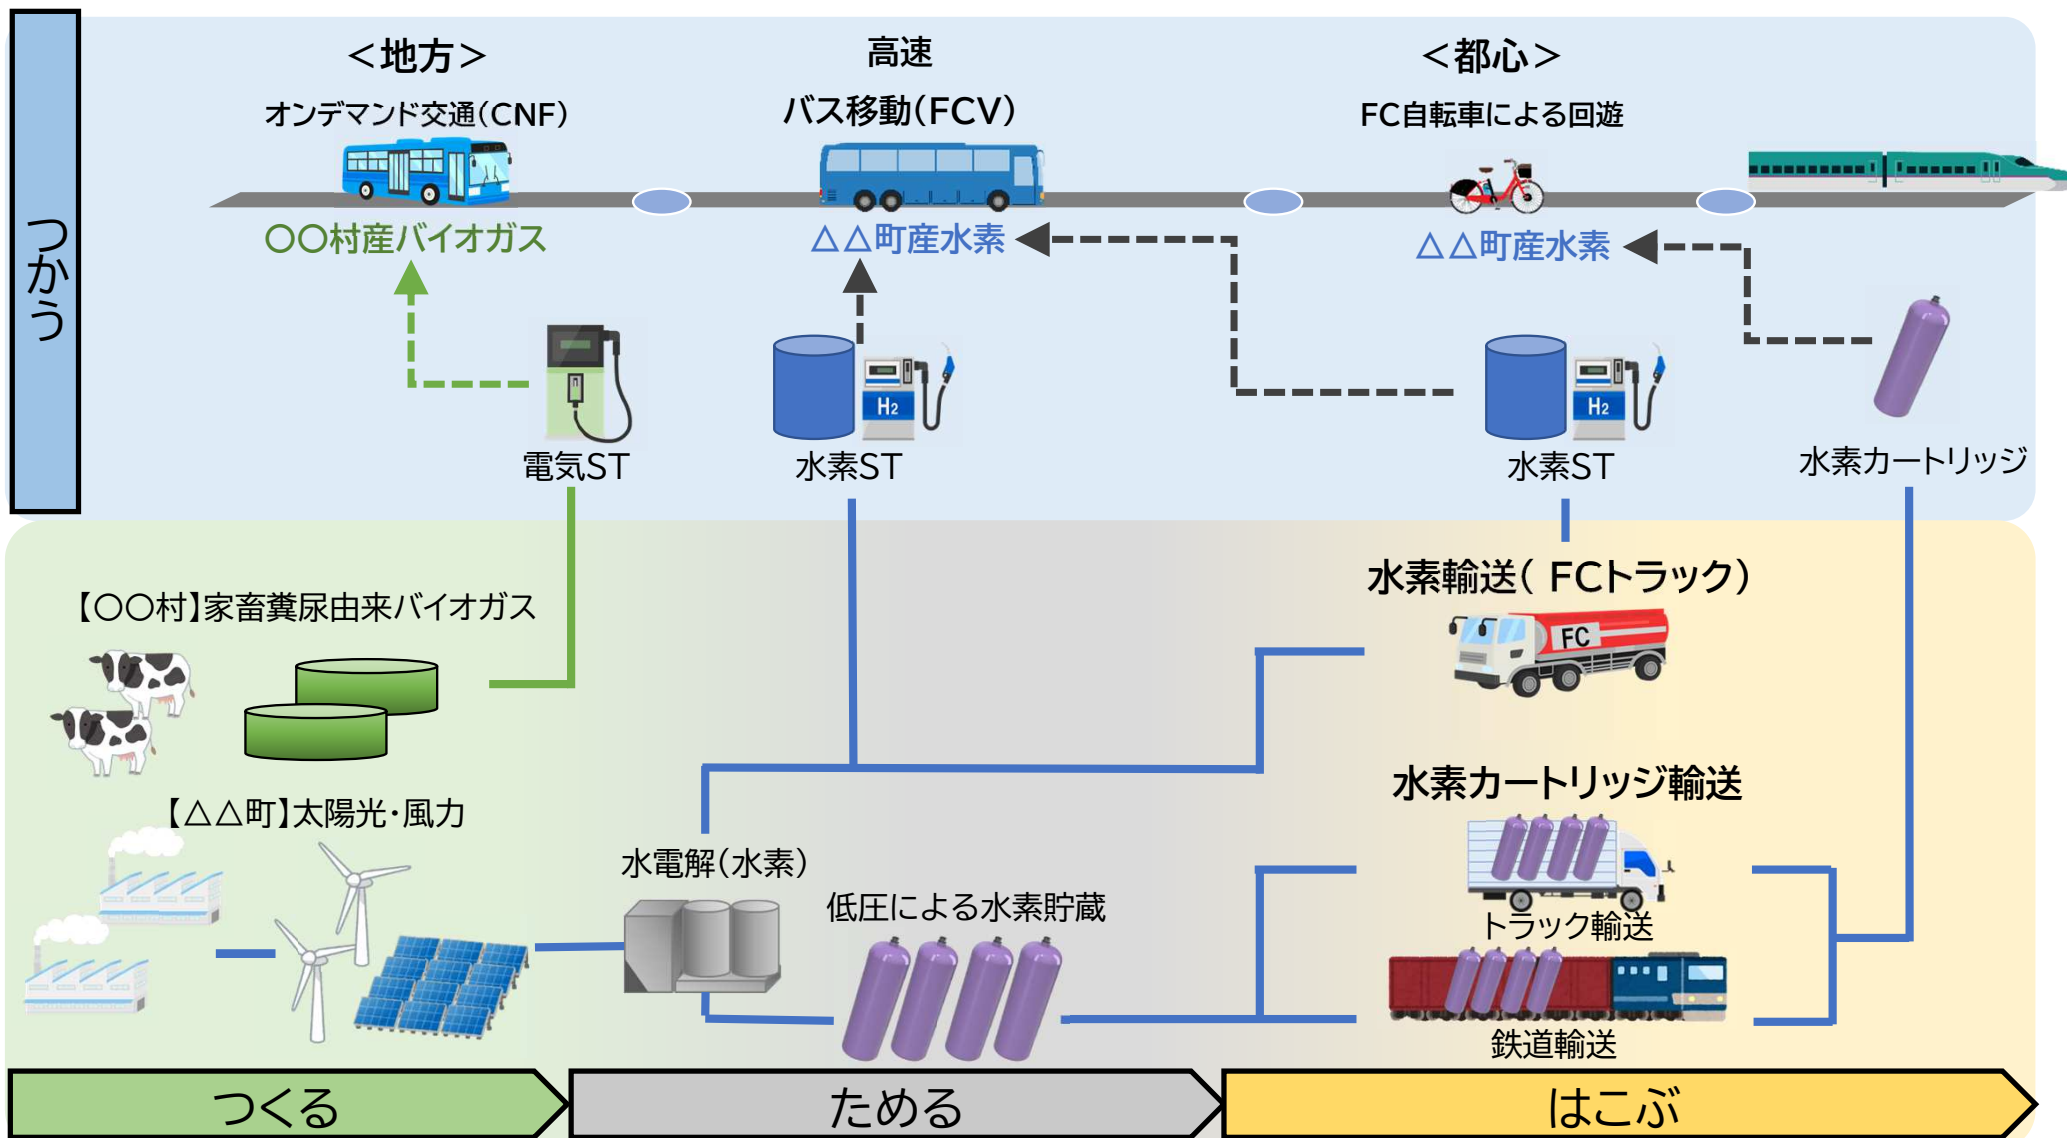 つかう
＜地方＞
オンデマンド交通(CNF)
〇〇村産バイオガス
高速
バス移動(FCV)
△△町産水素
＜都心＞
FC自転車による回遊
△△町産水素
電気ST
H2
水素ST
H2
水素ST
水素カートリッジ
【〇〇村】家畜糞尿由来バイオガス
【△△町】太陽光・風力
水電解(水素)
低圧による水素貯蔵
水素輸送( FCトラック)
FC
水素カートリッジ輸送
トラック輸送
鉄道輸送
つくる
ためる
はこぶ